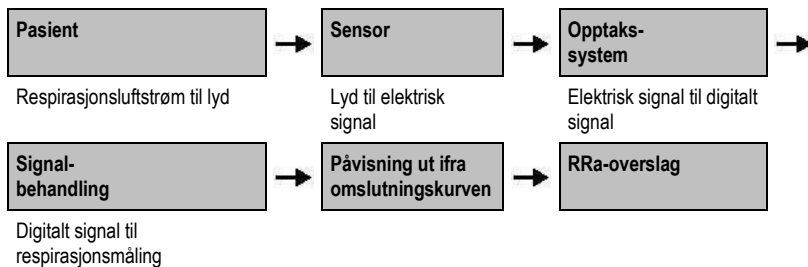 Pasient
Respirasjonsluftstrøm til lyd
Sensor
Lyd til elektrisk
signal
Opptaks-
system
Elektrisk signal til digitalt
signal
Signal-
behandling
Digitalt signal til
respirasjonsmåling
Påvisning ut ifra
omslutningskurven
RRa-overslag